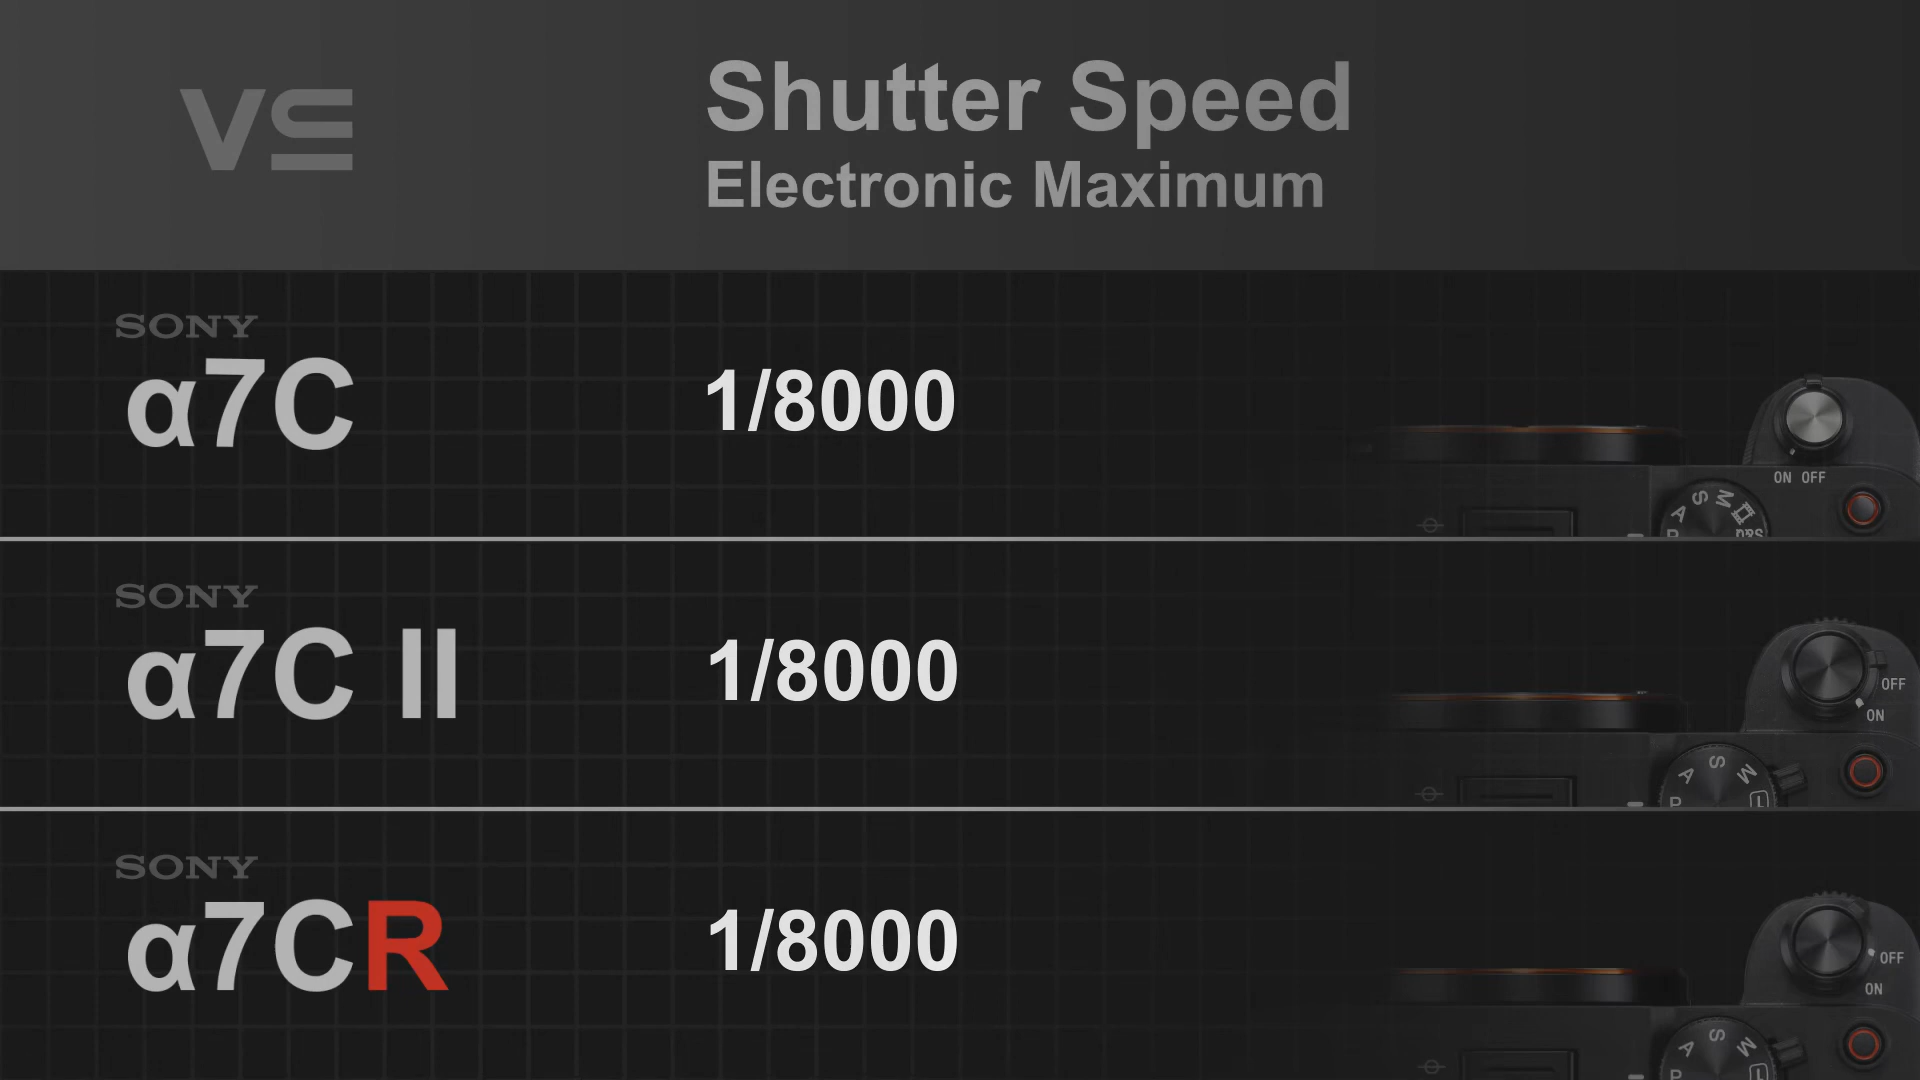 VS
Shutter Speed
Electronic Maximum
SONY
α7C
1/8000
ON OFF
P A S M S&Q
SONY
α7C II
1/8000
OFF
ON
P A S M
SONY
α7CR
1/8000
OFF
ON
P A S M